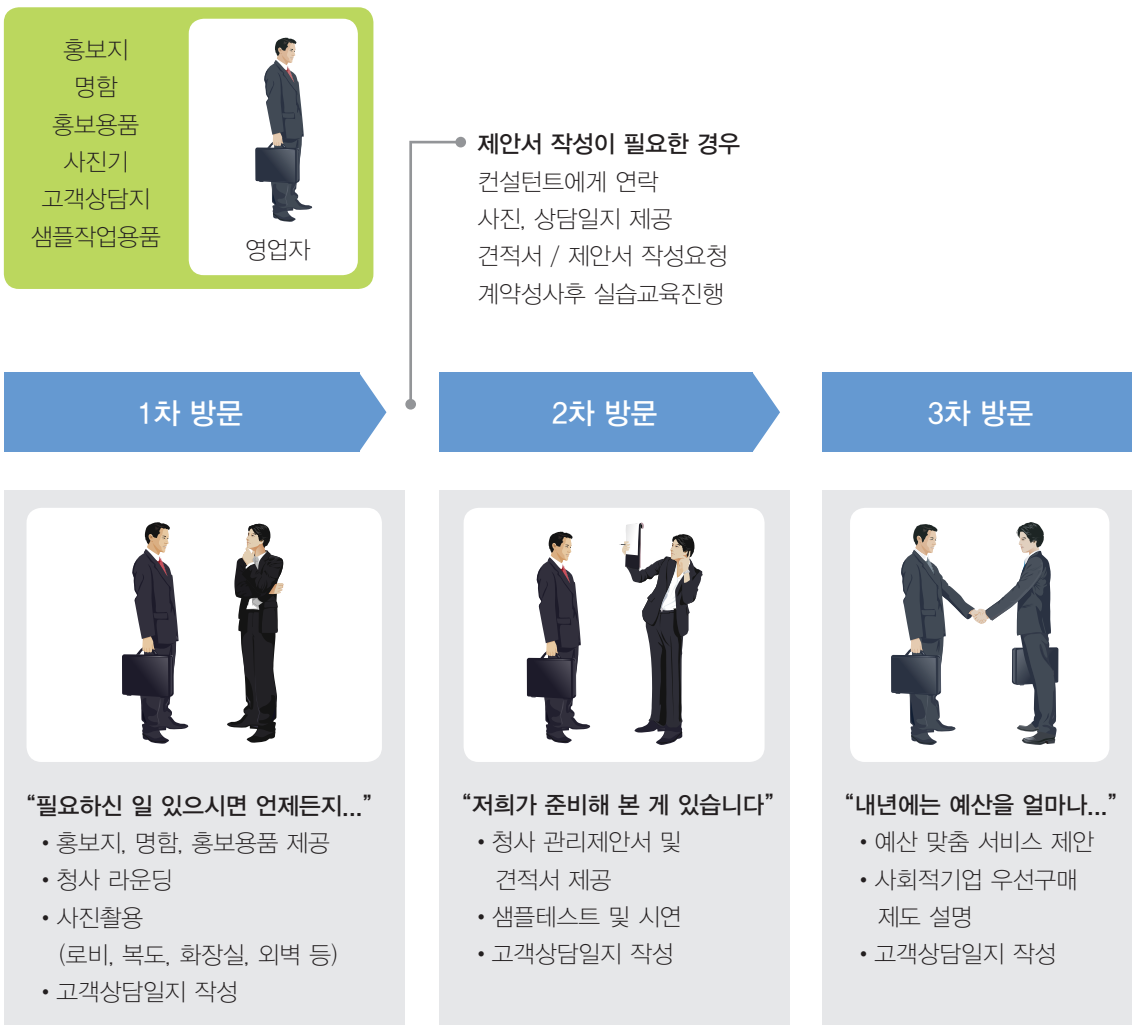 홍보지
명함
홍보용품
사진기
고객상담지
샘플작업용품
영업자
제안서 작성이 필요한 경우
컨설턴트에게 연락
사진, 상담일지 제공
견적서 / 제안서 작성요청
계약성사후 실습교육진행
1차 방문
2차 방문
3차 방문
“필요하신 일 있으시면 언제든지...”
• 홍보지, 명함, 홍보용품 제공
• 청사 라운딩
• 사진촬용
(로비, 복도, 화장실, 외벽 등)
• 고객상담일지 작성
“저희가 준비해 본 게 있습니다”
• 청사 관리제안서 및
견적서 제공
• 샘플테스트 및 시연
• 고객상담일지 작성
“내년에는 예산을 얼마나...”
• 예산 맞춤 서비스 제안
• 사회적기업 우선구매
제도 설명
• 고객상담일지 작성